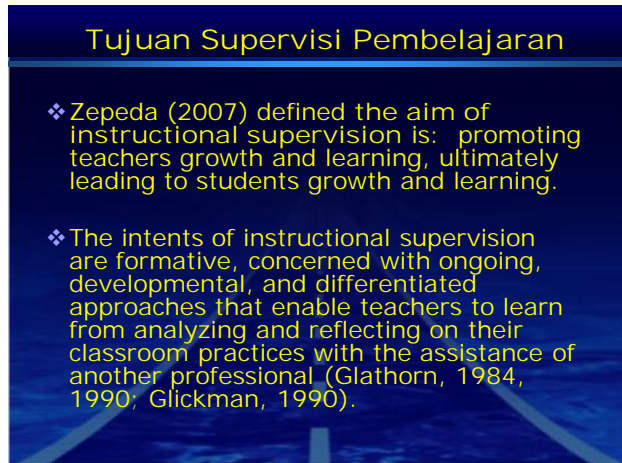 Tujuan Supervisi Pembelajaran
❖Zepeda (2007) defined the aim of
instructional supervision is: promoting
teachers growth and learning, ultimately
leading to students growth and learning.
❖The intents of instructional supervision
are formative, concerned with ongoing,
developmental, and differentiated
approaches that enable teachers to learn
from analyzing and reflecting on their
classroom practices with the assistance of
another professional (Glathorn, 1984,
1990; Glickman, 1990).